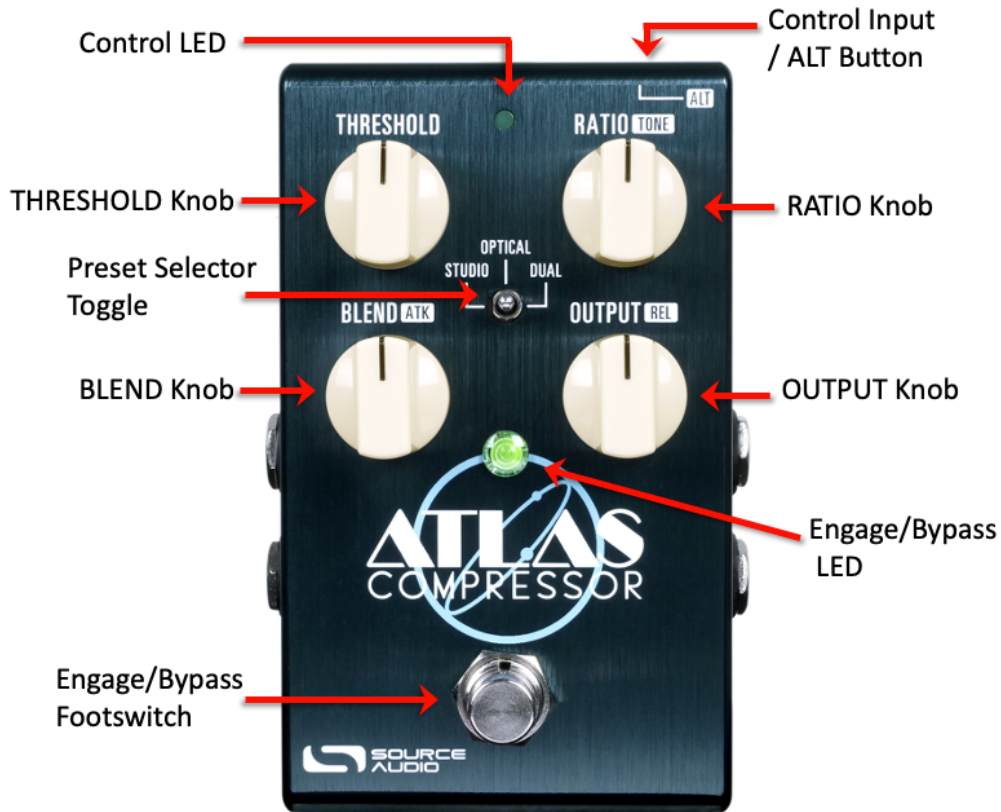 Control LED
Control Input
/ ALT Button
ALT
THRESHOLD
RATIO TONE
THRESHOLD Knob
RATIO Knob
OPTICAL
STUDIO
DUAL
Preset Selector
Toggle
BLEND ATK
OUTPUT REL
BLEND Knob
OUTPUT Knob
ATLAS
COMPRESSOR
Engage/Bypass
LED
Engage/Bypass
Footswitch
SOURCE
AUDIO